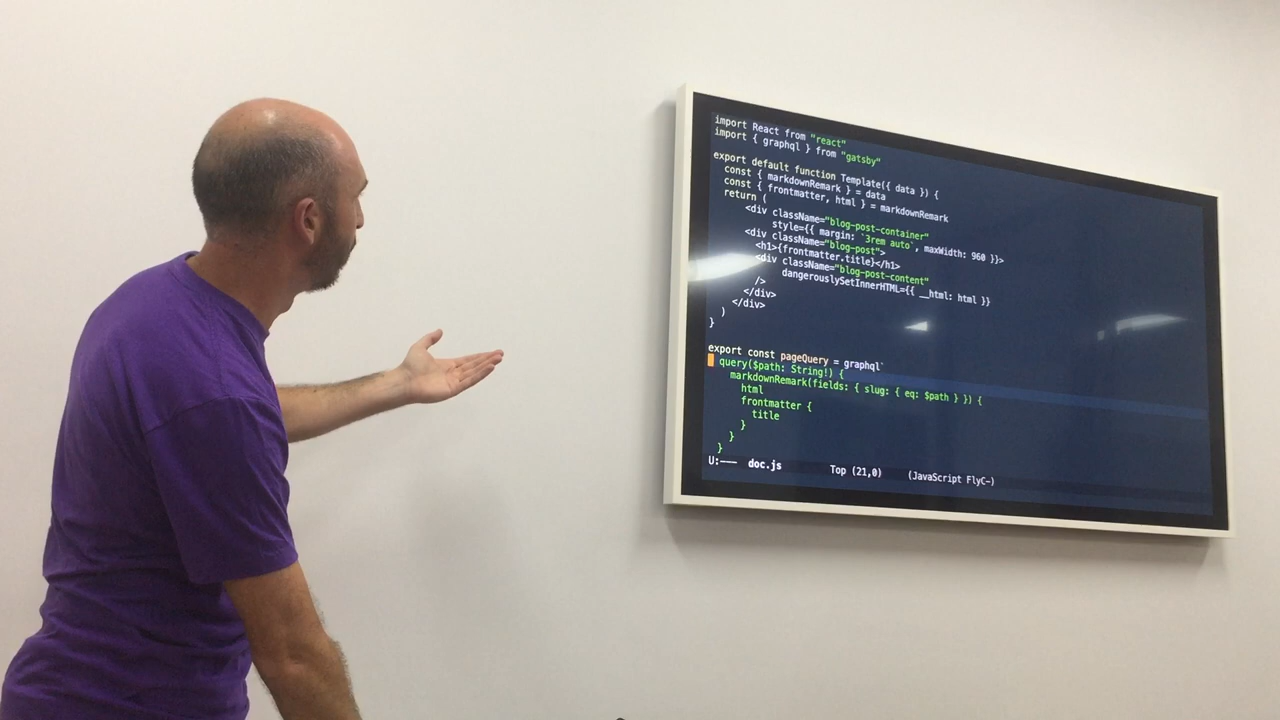 import React from "react"
import { graphql } from "gatsby"
export default function Template({ data }) {
const { markdownRemark } = data
const { frontmatter, html } = markdownRemark
return (
<div className="blog-post-container"
style={{ margin: `3rem auto`, maxWidth: 960 }}>
<div className="blog-post">
<h1>{frontmatter.title}</h1>
<div className="blog-post-content"
dangerouslySetInnerHTML={{ __html: html }}
/>
</div>
</div>
)
}
export const pageQuery = graphql`
query($path: String!) {
markdownRemark(fields: { slug: { eq: $path } }) {
html
frontmatter {
title
}
}
}
U:--- doc.js Top (21,0) (JavaScript FlyC-)